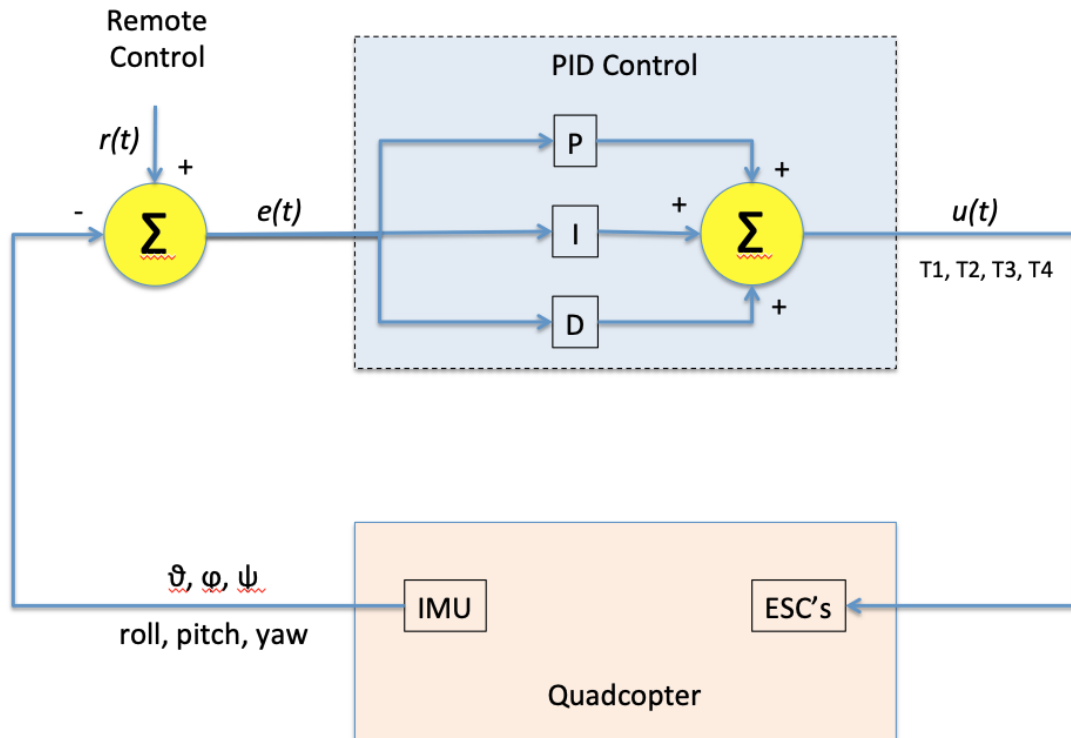 Remote
Control
PID Control
r(t)
+
P
+
-
Σ
e(t)
+
I
Σ
u(t)
T1, T2, T3, T4
D
+
ϑ, φ, ψ
IMU
ESC's
roll, pitch, yaw
Quadcopter